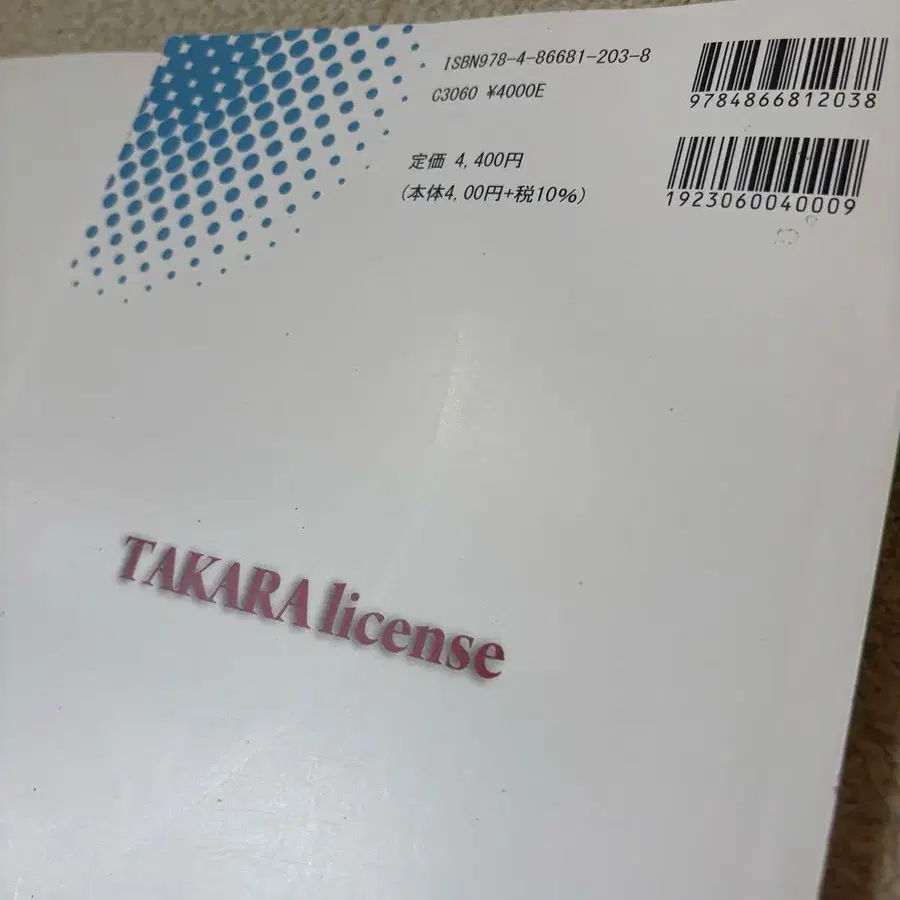 ISBN978-4-86681-203-8
C3060 ¥4000E
9784866812038
定価 4,400円
(本体4,00円+税10%)
1923060040009
TAKARA license